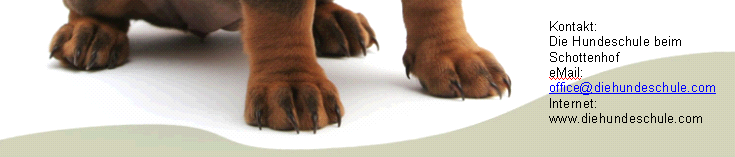 Kontakt:
Die Hundeschule beim
Schottenhof
eMail:
office@diehundeschule.com
Internet:
www.diehundeschule.com